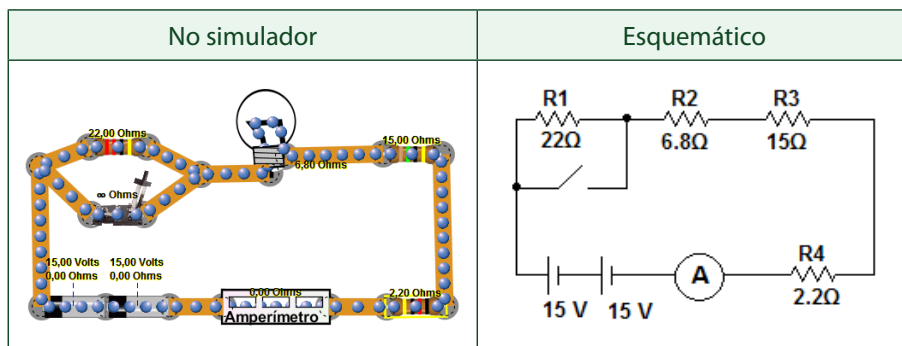 No simulador
Esquemático
22,00 Ohms
15,00 Ohms
6,80 Ohms
∞ Ohms
15,00 Volts
0,00 Ohms
15,00 Volts
0,00 Ohms
0,00 Ohms
2,20 Ohms
Amperímetro
R1
22Ω
R2
6.8Ω
R3
15Ω
R4
2.2Ω
A
15 V
15 V